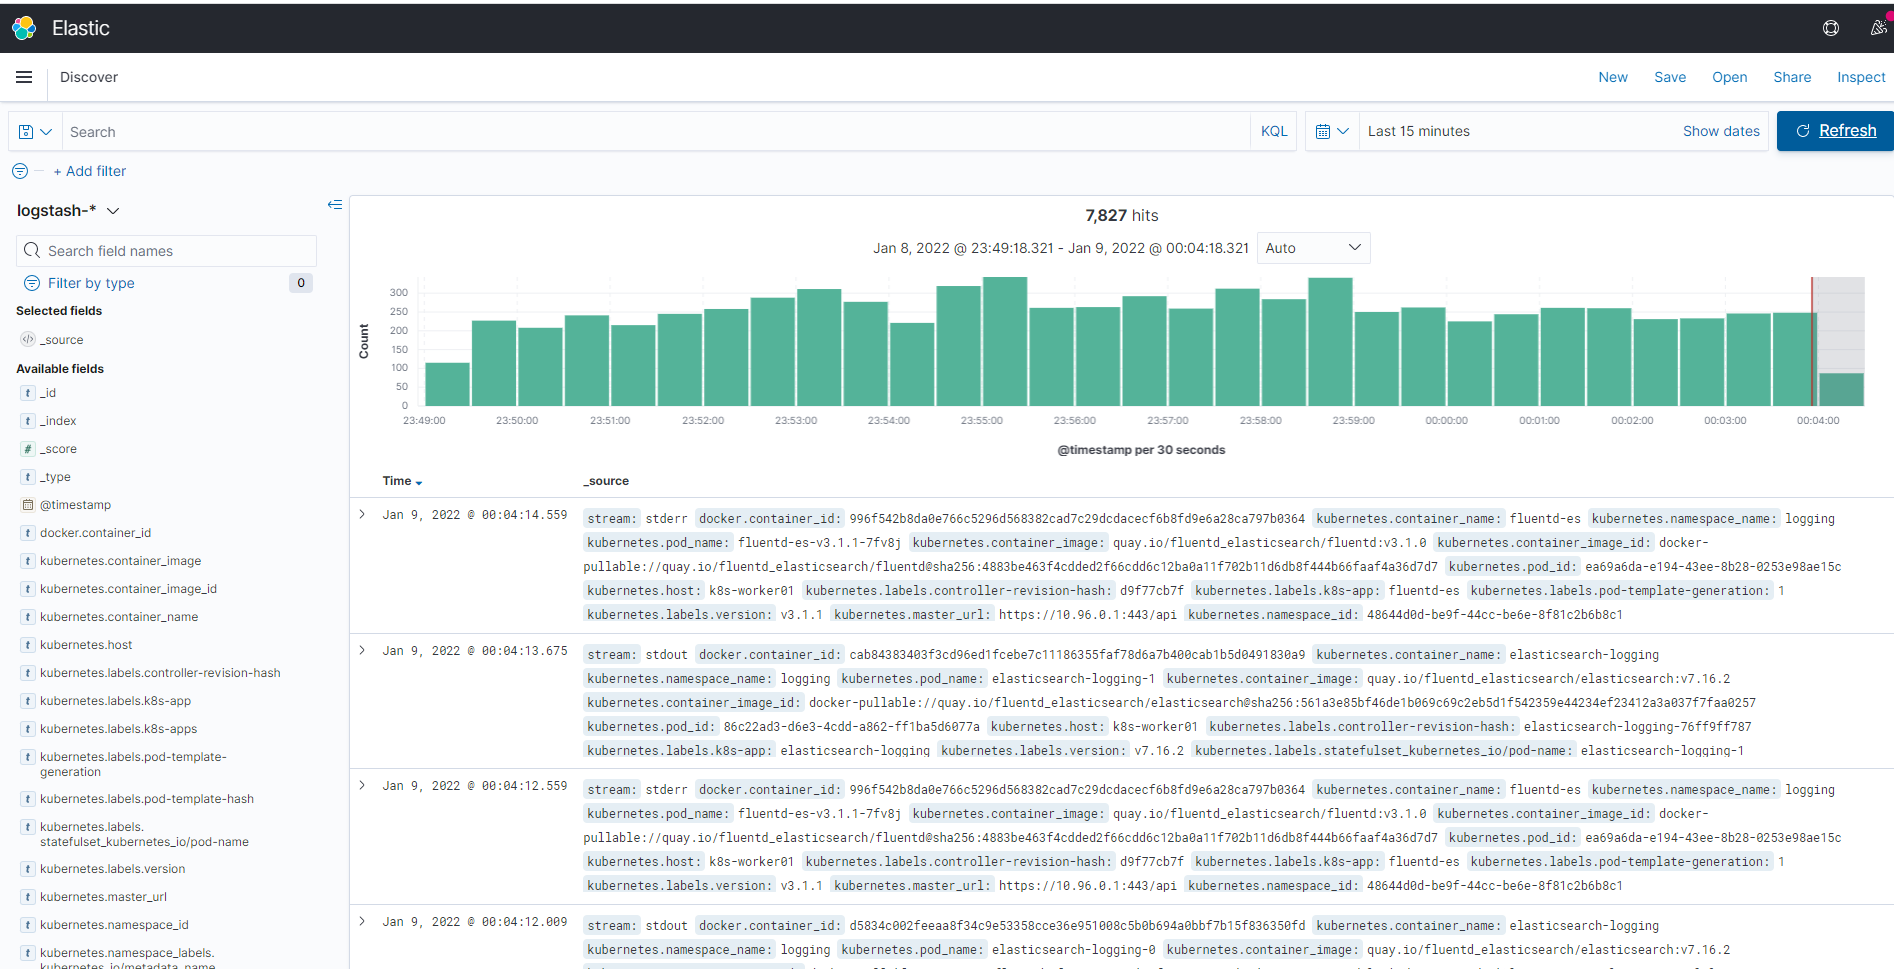 Elastic
Discover
New Save Open Share Inspect
Search KQL Last 15 minutes Show dates Refresh
+ Add filter
logstash-*
Search field names
Filter by type 0
Selected fields
_source
Available fields
t _id
t _index
# _score
t _type
@timestamp
t docker.container_id
t kubernetes.container_image
t kubernetes.container_image_id
t kubernetes.container_name
t kubernetes.host
t kubernetes.labels.controller-revision-hash
t kubernetes.labels.k8s-app
t kubernetes.labels.k8s-apps
t kubernetes.labels.pod-template-
generation
t kubernetes.labels.pod-template-hash
t kubernetes.labels.
statefulset_kubernetes_io/pod-name
t kubernetes.labels.version
t kubernetes.master_url
t kubernetes.namespace_id
t kubernetes.namespace_labels.
kubernetes_io/metadata_name
7,827 hits
Jan 8, 2022 @ 23:49:18.321 - Jan 9, 2022 @ 00:04:18.321 Auto
Count
300
250
200
150
100
50
0
23:49:00 23:50:00 23:51:00 23:52:00 23:53:00 23:54:00 23:55:00 23:56:00 23:57:00 23:58:00 23:59:00 00:00:00 00:01:00 00:02:00 00:03:00 00:04:00
@timestamp per 30 seconds
Time _source
Jan 9, 2022 @ 00:04:14.559 stream: stderr docker.container_id: 996f542b8da0e766c5296d568382cad7c29dcdacecf6b8fd9e6a28ca797b0364 kubernetes.container_name: fluentd-es kubernetes.namespace_name: logging
kubernetes.pod_name: fluentd-es-v3.1.1-7fv8j kubernetes.container_image: quay.io/fluentd_elasticsearch/fluentd:v3.1.0 kubernetes.container_image_id: docker-
pullable://quay.io/fluentd_elasticsearch/fluentd@sha256:4883be463f4cdded2f66cdd6c12ba0a11f702b11d6db8f444b66faaf4a36d7d7 kubernetes.pod_id: ea69a6da-e194-43ee-8b28-0253e98ae15c
kubernetes.host: k8s-worker01 kubernetes.labels.controller-revision-hash: d9f77cb7f kubernetes.labels.k8s-app: fluentd-es kubernetes.labels.pod-template-generation: 1
kubernetes.labels.version: v3.1.1 kubernetes.master_url: https://10.96.0.1:443/api kubernetes.namespace_id: 48644d0d-be9f-44cc-be6e-8f81c2b6b8c1
Jan 9, 2022 @ 00:04:13.675 stream: stdout docker.container_id: cab84383403f3cd96ed1fcebe7c11186355faf78d6a7b400cab1b5d0491830a9 kubernetes.container_name: elasticsearch-logging
kubernetes.namespace_name: logging kubernetes.pod_name: elasticsearch-logging-1 kubernetes.container_image: quay.io/fluentd_elasticsearch/elasticsearch:v7.16.2
kubernetes.container_image_id: docker-pullable://quay.io/fluentd_elasticsearch/elasticsearch@sha256:561a3e85bf46de1b069c69c2eb5d1f542359e44234ef23412a3a037f7faa0257
kubernetes.pod_id: 86c22ad3-d6e3-4cdd-a862-ff1ba5d6077a kubernetes.host: k8s-worker01 kubernetes.labels.controller-revision-hash: elasticsearch-logging-76ff9ff787
kubernetes.labels.k8s-app: elasticsearch-logging kubernetes.labels.version: v7.16.2 kubernetes.labels.statefulset_kubernetes_io/pod-name: elasticsearch-logging-1
Jan 9, 2022 @ 00:04:12.559 stream: stderr docker.container_id: 996f542b8da0e766c5296d568382cad7c29dcdacecf6b8fd9e6a28ca797b0364 kubernetes.container_name: fluentd-es kubernetes.namespace_name: logging
kubernetes.pod_name: fluentd-es-v3.1.1-7fv8j kubernetes.container_image: quay.io/fluentd_elasticsearch/fluentd:v3.1.0 kubernetes.container_image_id: docker-
pullable://quay.io/fluentd_elasticsearch/fluentd@sha256:4883be463f4cdded2f66cdd6c12ba0a11f702b11d6db8f444b66faaf4a36d7d7 kubernetes.pod_id: ea69a6da-e194-43ee-8b28-0253e98ae15c
kubernetes.host: k8s-worker01 kubernetes.labels.controller-revision-hash: d9f77cb7f kubernetes.labels.k8s-app: fluentd-es kubernetes.labels.pod-template-generation: 1
kubernetes.labels.version: v3.1.1 kubernetes.master_url: https://10.96.0.1:443/api kubernetes.namespace_id: 48644d0d-be9f-44cc-be6e-8f81c2b6b8c1
Jan 9, 2022 @ 00:04:12.009 stream: stdout docker.container_id: d5834c002feeaa8f34c9e53358cce36e951008c5b0b694a0bbf7b15f836350fd kubernetes.container_name: elasticsearch-logging
kubernetes.namespace_name: logging kubernetes.pod_name: elasticsearch-logging-0 kubernetes.container_image: quay.io/fluentd_elasticsearch/elasticsearch:v7.16.2